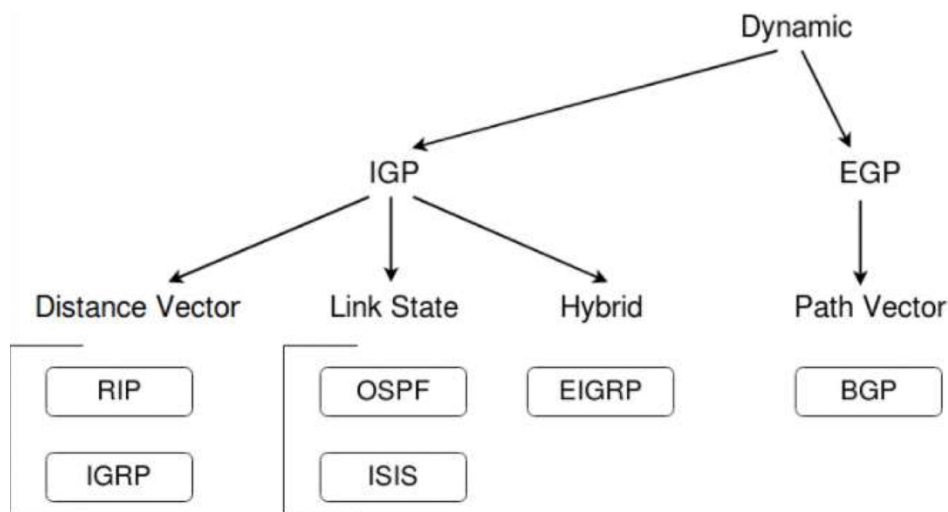 Dynamic
IGP
EGP
Distance Vector
Link State
Hybrid
Path Vector
RIP
OSPF
EIGRP
BGP
IGRP
ISIS